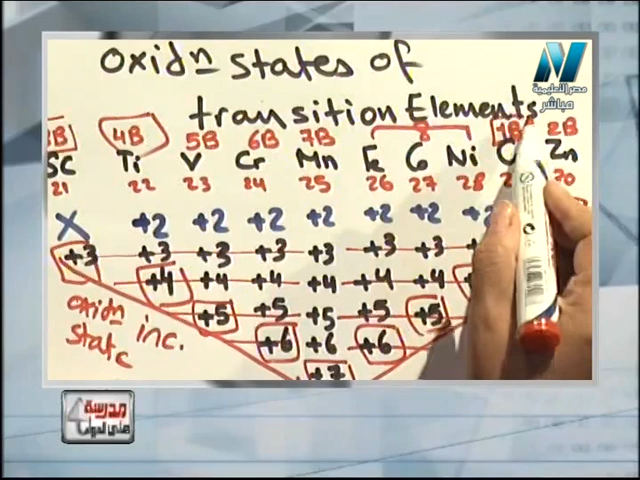 Oxidn states of
transition Elements
مصر التعليمية
مباشر
3B 4B 5B 6B 7B 8 1B 2B
Sc Ti V Cr Mn Fe Co Ni C Zn
21 22 23 24 25 26 27 28 2 30
X +2 +2 +2 +2 +2 +2 +2
+3 +3 +3 +3 +3 +3 +3
+4 +4 +4 +4 +4 +4
+5 +5 +5 +5 +5
+6 +6 +6
+7
oxidn
state inc.
مدرسة
على الهواء
4